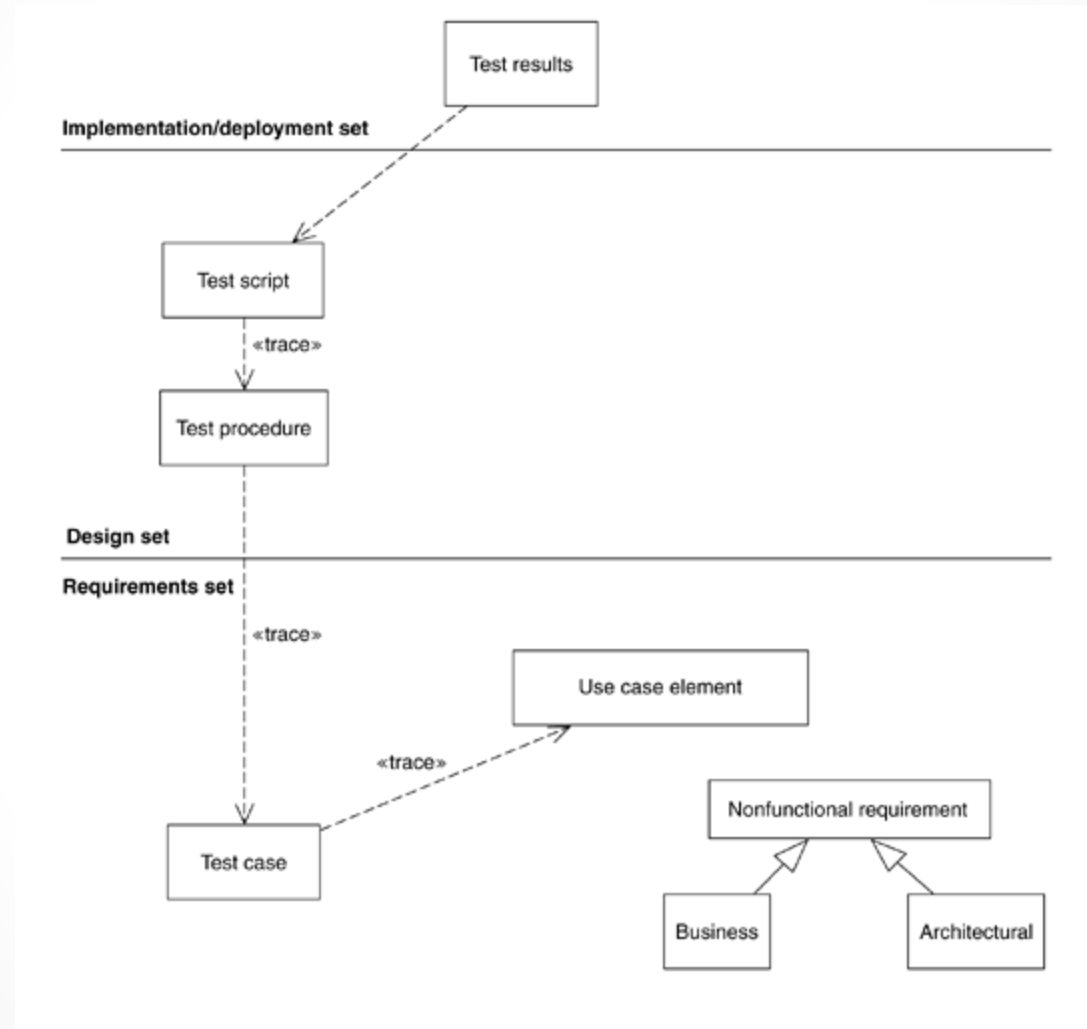 Test results
Implementation/deployment set
Test script
«trace»
Test procedure
Design set
Requirements set
«trace»
Use case element
«trace»
Nonfunctional requirement
Test case
Business
Architectural